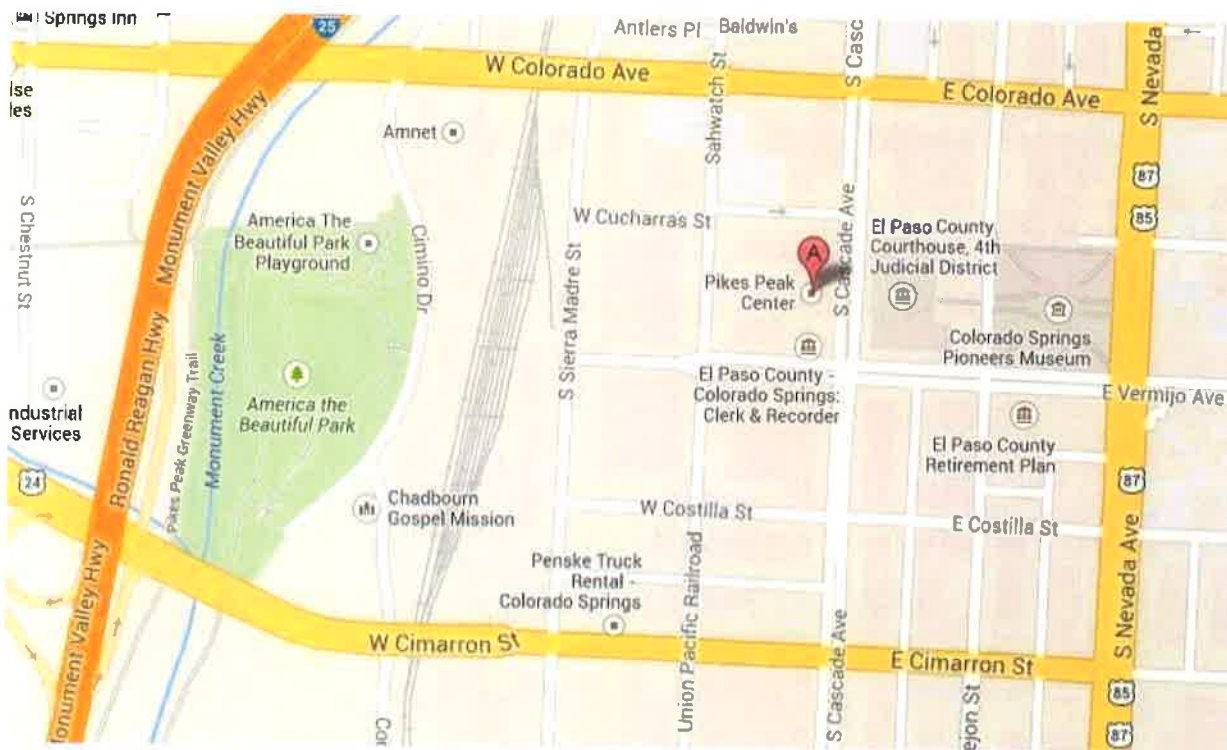 Springs Inn
25
Antlers Pl
Baldwin's
S Casc
W Colorado Ave
E Colorado Ave
S Nevada
lse
les
Monument Valley Hwy
Amnet
Sahwatch St
87
85
S Chestnut St
America The
Beautiful Park
Playground
Cimino Dr
W Cucharras St
S Cascade Ave
El Paso County
Courthouse, 4th
Judicial District
A
Pikes Peak
Center
S Sierra Madre St
Colorado Springs
Pioneers Museum
Ronald Reagan Hwy
Pikes Peak Greenway Trail
Monument Creek
America the
Beautiful Park
El Paso County -
Colorado Springs:
Clerk & Recorder
E Vermijo Ave
ndustrial
Services
El Paso County
Retirement Plan
24
87
Chadbourn
Gospel Mission
W Costilla St
E Costilla St
Penske Truck
Rental -
Colorado Springs
Union Pacific Railroad
S Nevada Ave
W Cimarron St
E Cimarron St
S Cascade Ave
onument Valley Hwy
Co
ejon St
85
87